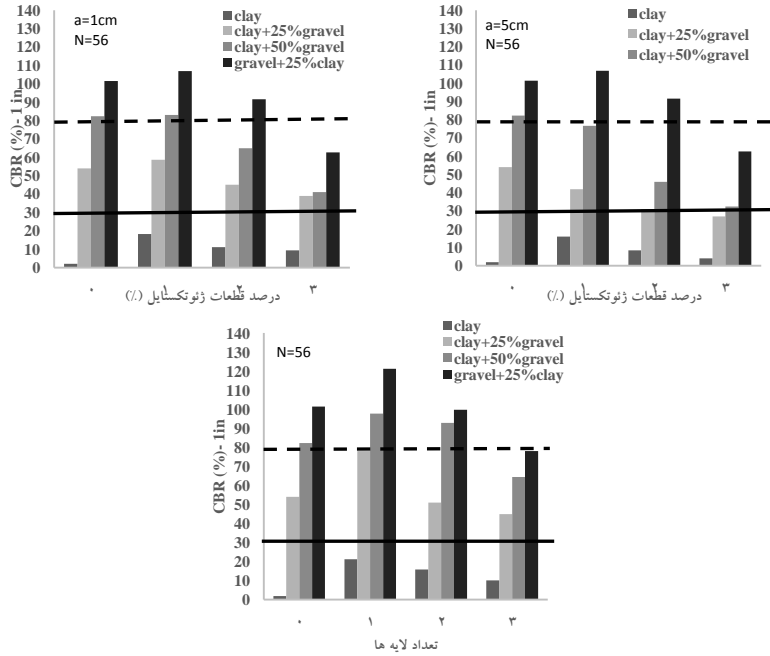 a=1cm
N=56
clay
clay+25%gravel
clay+50%gravel
gravel+25%clay
CBR (%)- 1 in
140
130
120
110
100
90
80
70
60
50
40
30
20
10
0
۰ ۱ ۲ ۳
درصد قطعات ژئوتکستایل (٪)
a=5cm
N=56
clay
clay+25%gravel
clay+50%gravel
CBR (%)- 1in
140
130
120
110
100
90
80
70
60
50
40
30
20
10
0
۰ ۱ ۲ ۳
درصد قطعات ژئوتکستایل (٪)
N=56
clay
clay+25%gravel
clay+50%gravel
gravel+25%clay
CBR (%)- 1in
140
130
120
110
100
90
80
70
60
50
40
30
20
10
0
۰ ۱ ۲ ۳
تعداد لایه ها